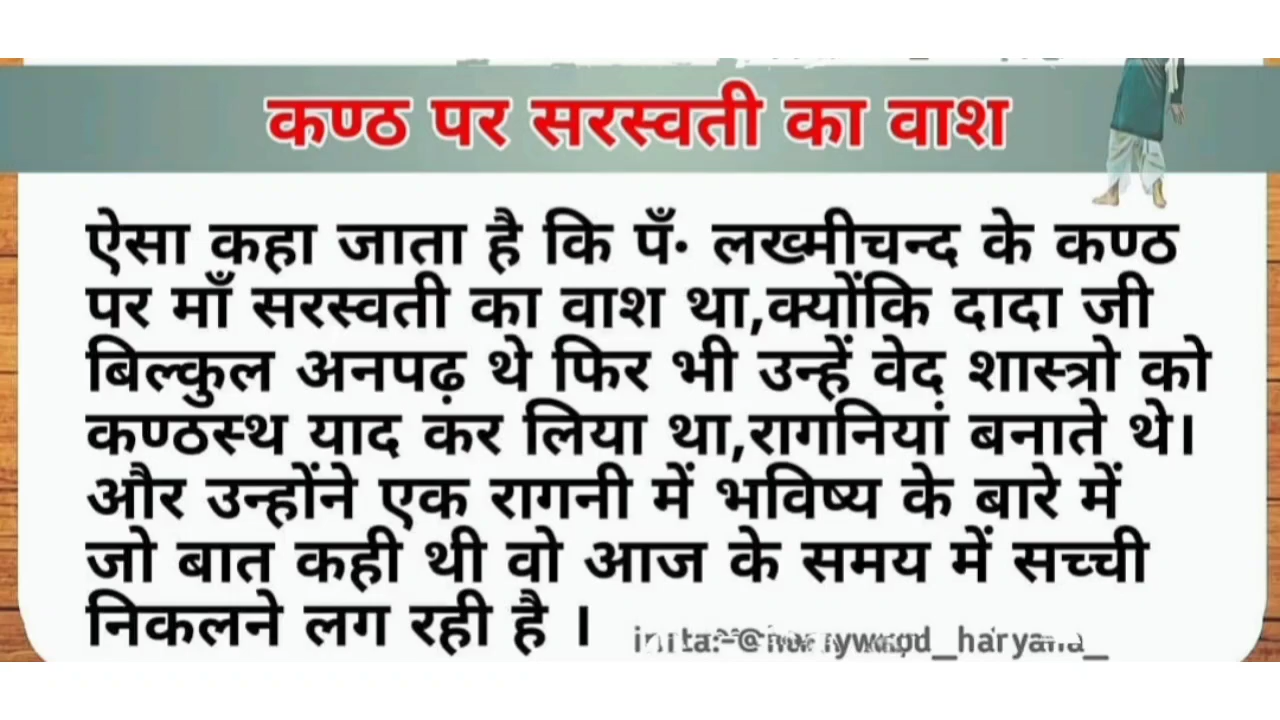 कण्ठ पर सरस्वती का वाश
ऐसा कहा जाता है कि पँ· लख्मीचन्द के कण्ठ
पर माँ सरस्वती का वाश था,क्योंकि दादा जी
बिल्कुल अनपढ़ थे फिर भी उन्हें वेद शास्त्रो को
कण्ठस्थ याद कर लिया था,रागनियां बनाते थे।
और उन्होंने एक रागनी में भविष्य के बारे में
जो बात कही थी वो आज के समय में सच्ची
निकलने लग रही है ।